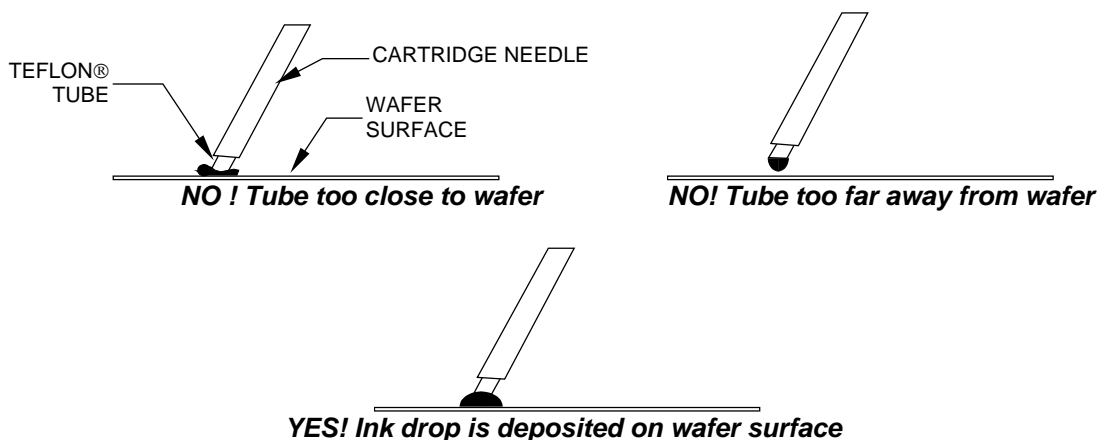 TEFLON®
TUBE
CARTRIDGE NEEDLE
WAFER
SURFACE
NO ! Tube too close to wafer
NO! Tube too far away from wafer
YES! Ink drop is deposited on wafer surface